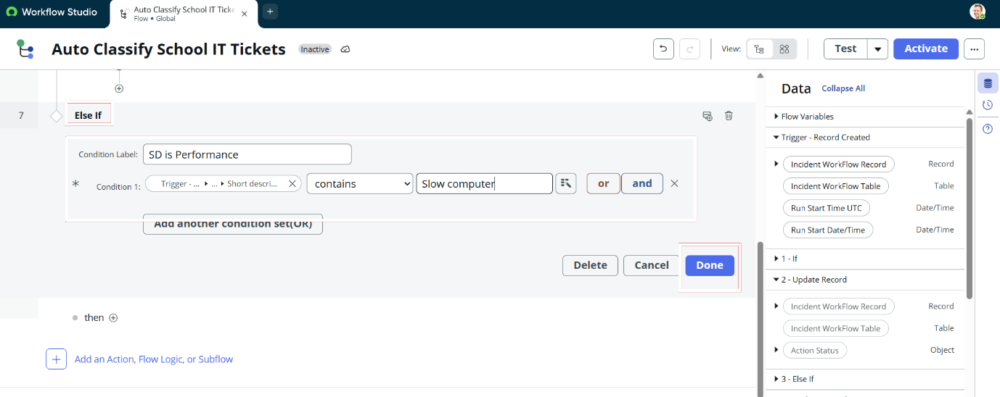 Workflow Studio
Auto Classify School IT Ticke
Flow • Global
Auto Classify School IT Tickets
Inactive
View:
Test
Activate
7
Else If
Condition Label:
SD is Performance
* Condition 1:
Trigger - ... ▸ ... ▸ Short descri...
contains
Slow computer
or
and
Add another condition set(OR)
Delete
Cancel
Done
then
Add an Action, Flow Logic, or Subflow
Data
Collapse All
Flow Variables
Trigger - Record Created
Incident WorkFlow Record Record
Incident WorkFlow Table Table
Run Start Time UTC Date/Time
Run Start Date/Time Date/Time
1 - If
2 - Update Record
Incident WorkFlow Record Record
Incident WorkFlow Table Table
Action Status Object
3 - Else If